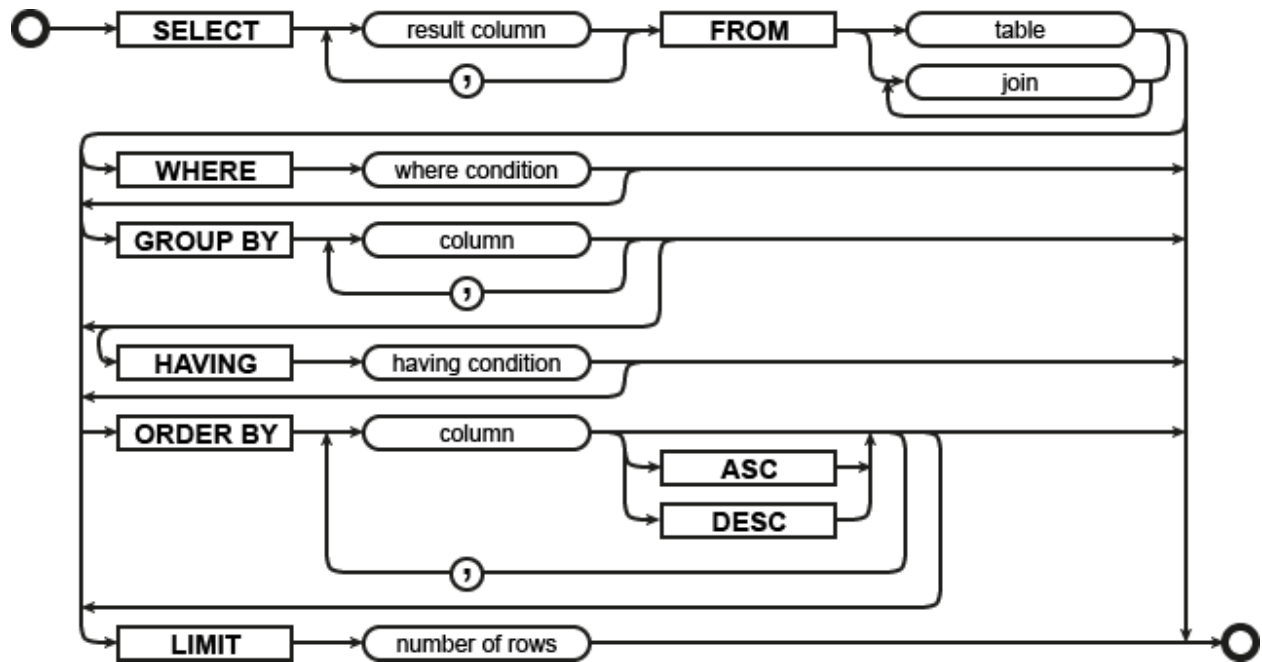 SELECT result column FROM table
, join
WHERE where condition
GROUP BY column
,
HAVING having condition
ORDER BY column
ASC
DESC
,
LIMIT number of rows